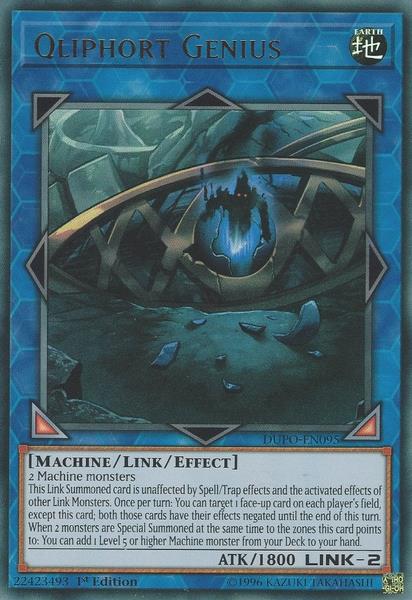 Qliphort Genius
EARTH
地
DUPO-EN095
[Machine/Link/Effect]
2 Machine monsters
This Link Summoned card is unaffected by Spell/Trap effects and the activated effects of
other Link Monsters. Once per turn: You can target 1 face-up card on each player's field,
except this card; both those cards have their effects negated until the end of this turn.
When 2 monsters are Special Summoned at the same time to the zones this card points
to: You can add 1 Level 5 or higher Machine monster from your Deck to your hand.
ATK/1800 LINK-2
22423493 1st Edition ©1996 KAZUKI TAKAHASHI